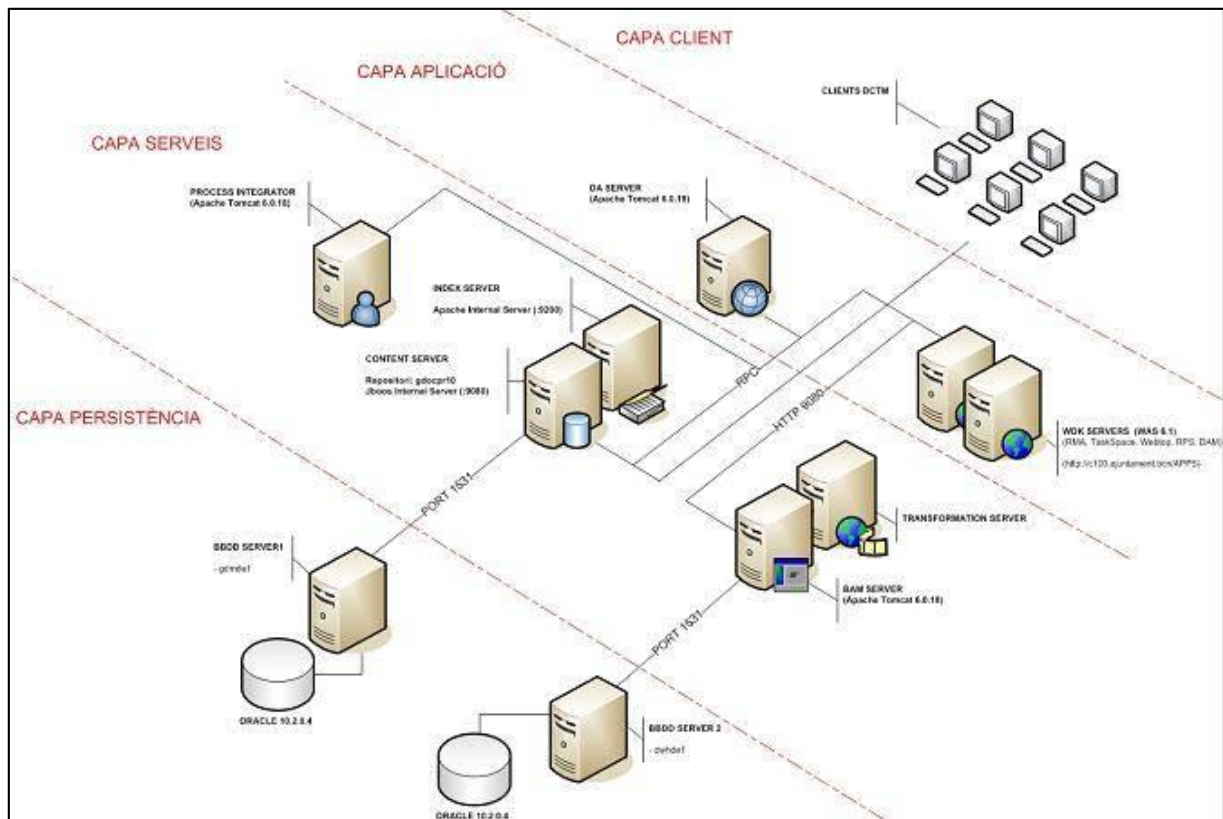 CAPA CLIENT
CAPA APLICACIÓ
CLIENTS DCTM
CAPA SERVEIS
PROCESS INTEGRATOR
(Apache Tomcat 6.0.18)
DA SERVER
(Apache Tomcat 6.0.18)
INDEX SERVER
Apache Internal Server (:9200)
CONTENT SERVER
Repositori: gdocpr10
Jboos Internal Server (:9080)
CAPA PERSISTÈNCIA
RPC
HTTP 9080
WDK SERVERS (WAS 6.1)
(RMA, TaskSpace, Webtop, RPS, DAM)
PORT 1531
TRANSFORMATION SERVER
BBDD SERVER1
BAM SERVER
(Apache Tomcat 6.0.18)
PORT 1531
ORACLE 10.2.0.4
BBDD SERVER 2
ORACLE 10.2.0.4